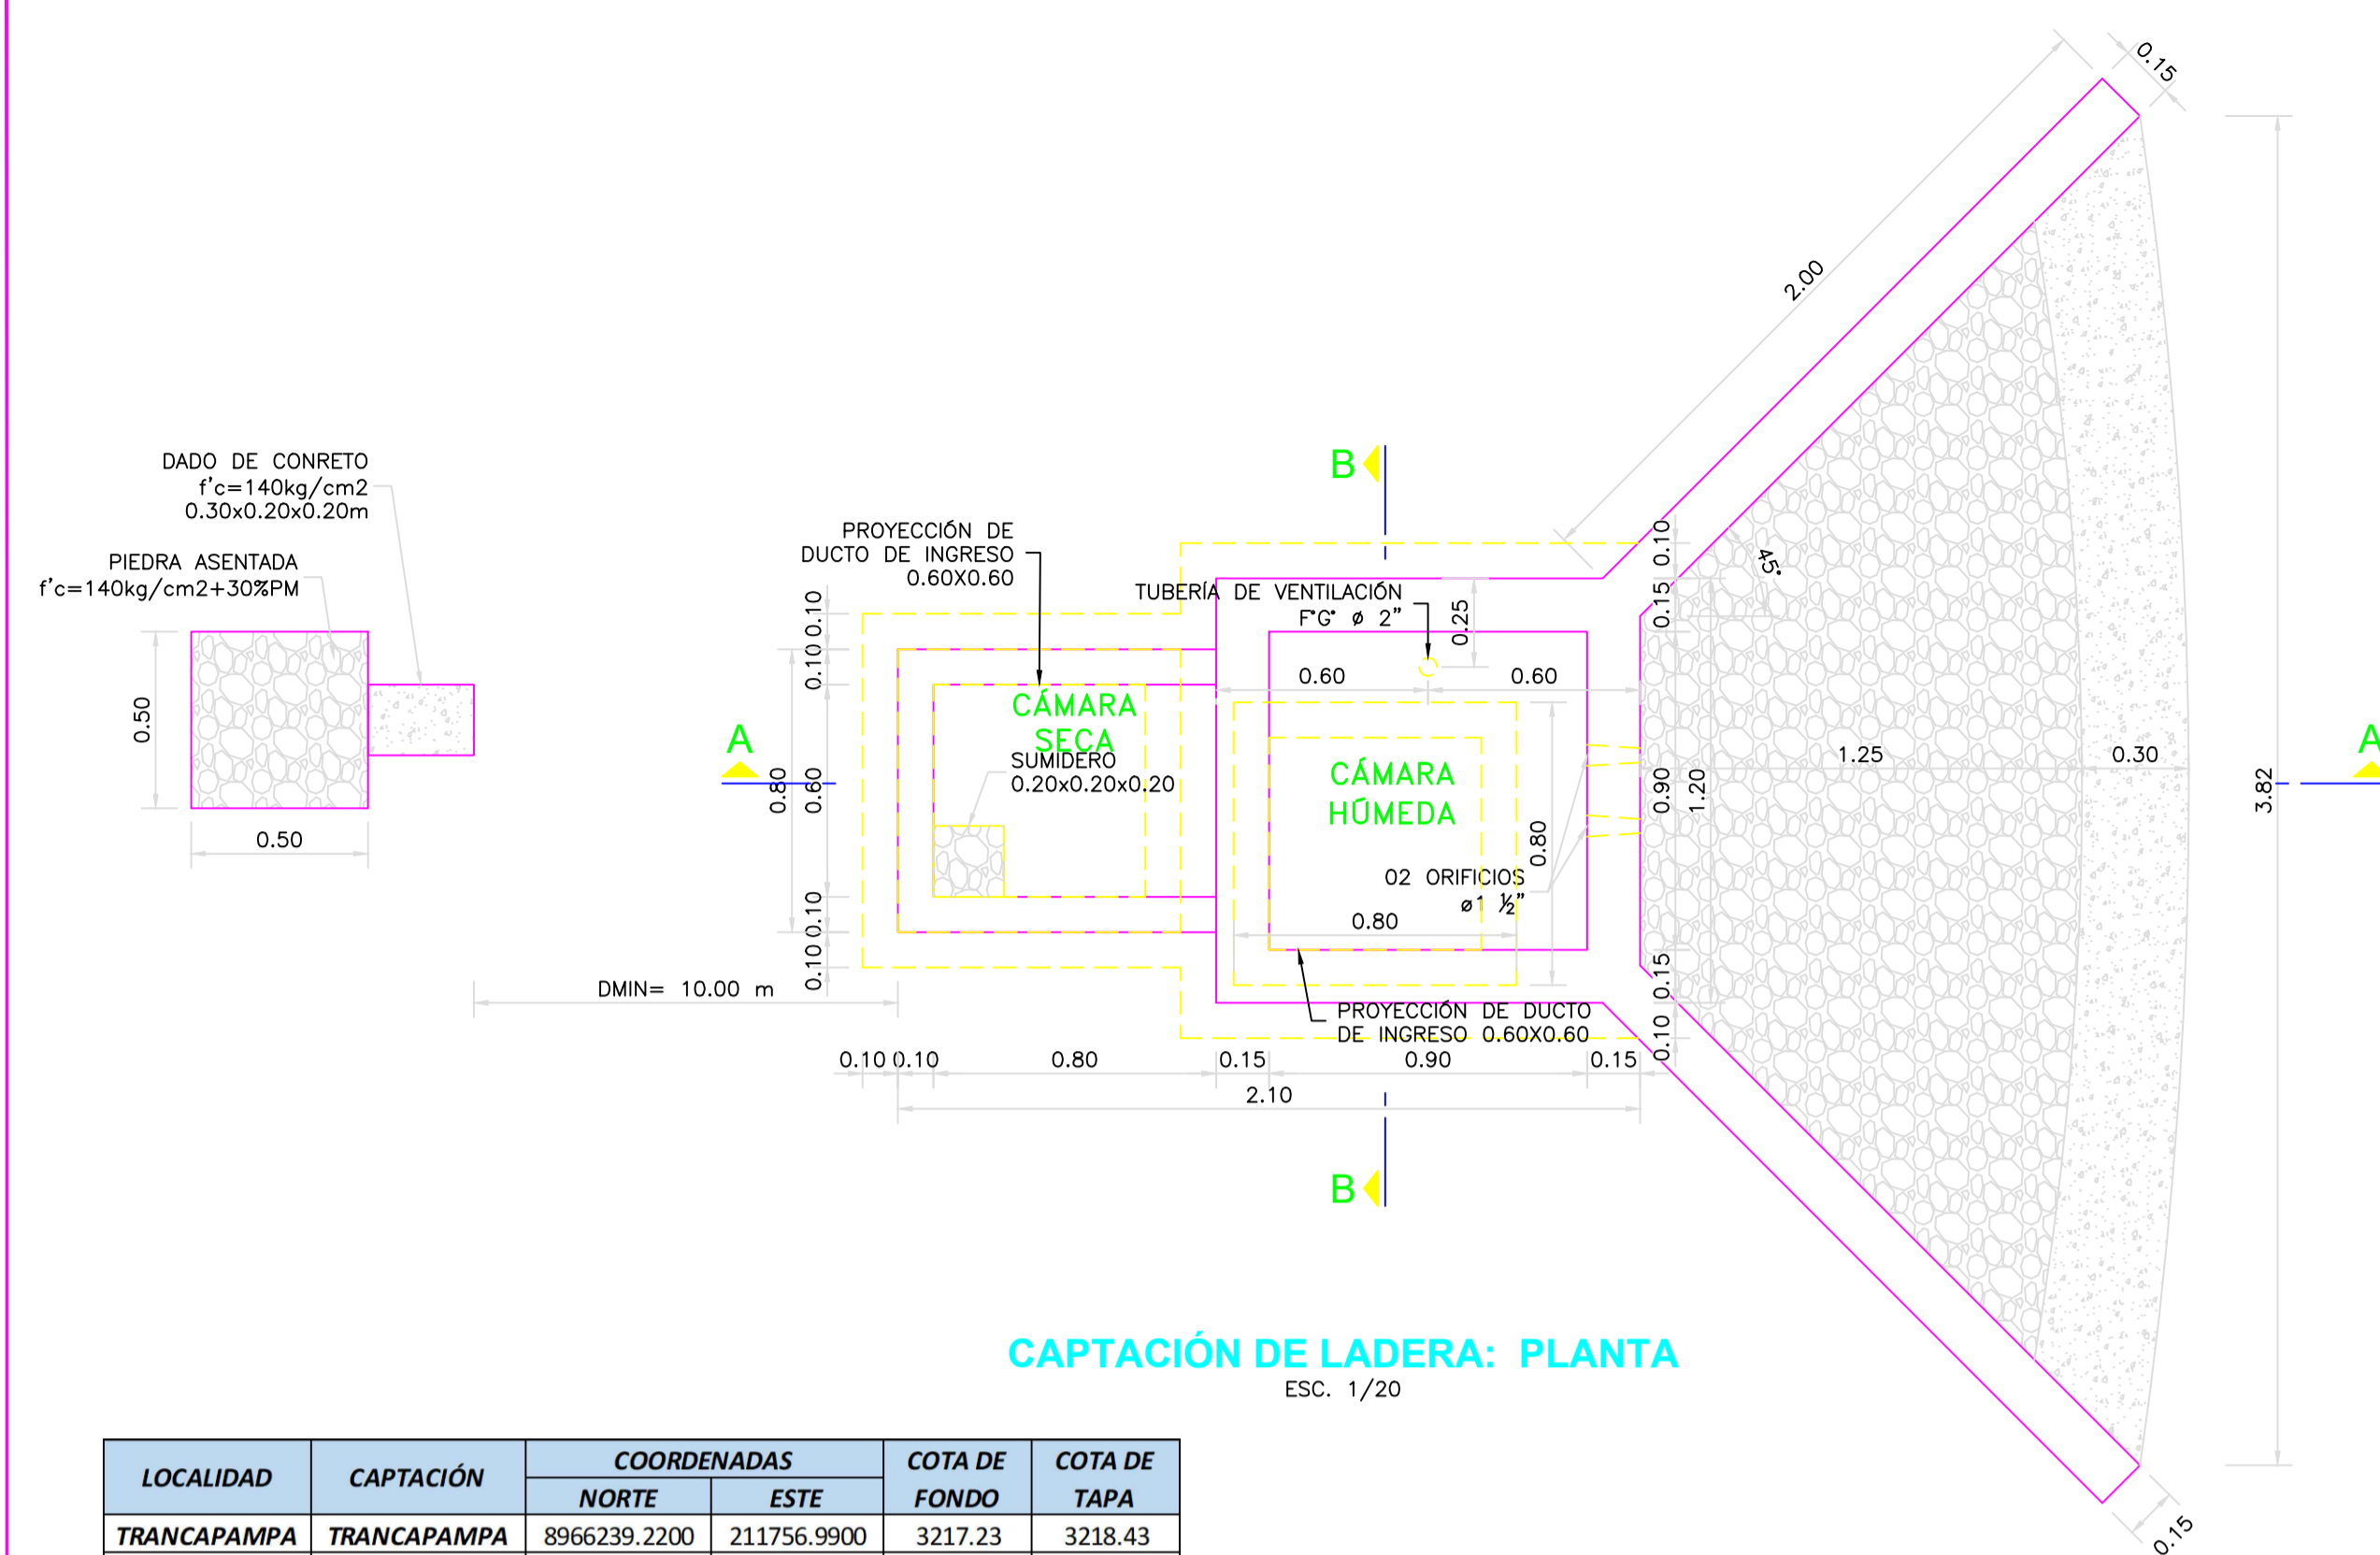 0.15
2.00
DADO DE CONRETO
f'c=140kg/cm2
0.30x0.20x0.20m
PIEDRA ASENTADA
f'c=140kg/cm2+30%PM
0.50
0.50
PROYECCIÓN DE
DUCTO DE INGRESO
0.60X0.60
B
TUBERÍA DE VENTILACIÓN
F°G° ø 2"
0.25
0.60
0.60
0.10
0.15
45°
0.10
0.10
CÁMARA
SECA
SUMIDERO
0.20x0.20x0.20
A
0.80
0.60
0.10
0.10
CÁMARA
HÚMEDA
0.80
02 ORIFICIOS
ø1 ½"
0.80
0.90
1.20
1.25
0.30
3.82
A
0.15
0.10
DMIN= 10.00 m
PROYECCIÓN DE DUCTO
DE INGRESO 0.60X0.60
0.10 0.10 0.80 0.15 0.90 0.15
2.10
B
0.15
CAPTACIÓN DE LADERA: PLANTA
ESC. 1/20
LOCALIDAD CAPTACIÓN COORDENADAS COTA DE FONDO COTA DE TAPA
NORTE ESTE
TRANCAPAMPA TRANCAPAMPA 8966239.2200 211756.9900 3217.23 3218.43